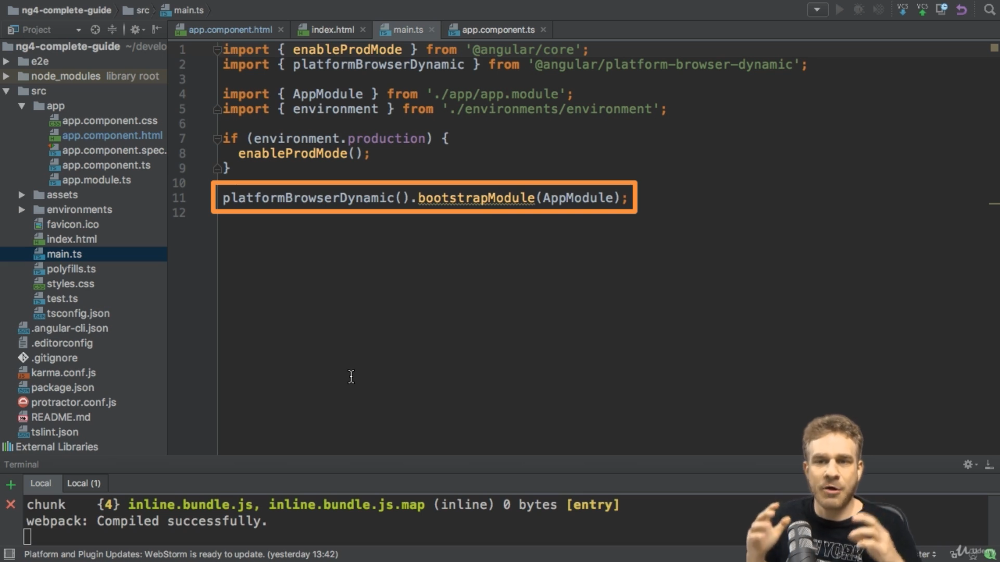 ng4-complete-guide src main.ts
Project
app.component.html index.html main.ts app.component.ts
ng4-complete-guide ~/develo
e2e
node_modules library root
src
app
app.component.css
app.component.html
app.component.spec.
app.component.ts
app.module.ts
assets
environments
favicon.ico
index.html
main.ts
polyfills.ts
styles.css
test.ts
tsconfig.json
.angular-cli.json
.editorconfig
.gitignore
karma.conf.js
package.json
protractor.conf.js
README.md
tslint.json
External Libraries
1 import { enableProdMode } from '@angular/core';
2 import { platformBrowserDynamic } from '@angular/platform-browser-dynamic';
3
4 import { AppModule } from './app/app.module';
5 import { environment } from './environments/environment';
6
7 if (environment.production) {
8 enableProdMode();
9 }
10
11 platformBrowserDynamic().bootstrapModule(AppModule);
12
VCS VCS
Terminal
Local Local (1)
chunk {4} inline.bundle.js, inline.bundle.js.map (inline) 0 bytes [entry]
webpack: Compiled successfully.
Platform and Plugin Updates: WebStorm is ready to update. (yesterday 13:42)
YORK
ter